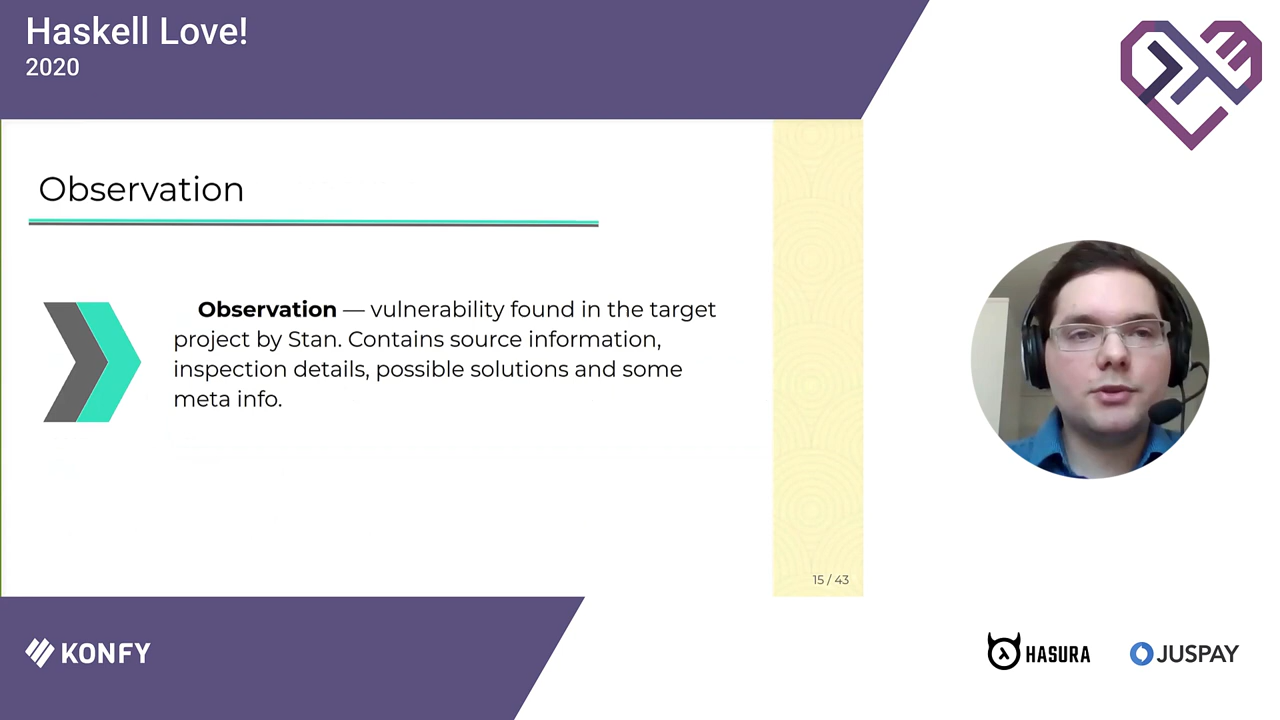 Haskell Love!
2020
Observation
Observation — vulnerability found in the target
project by Stan. Contains source information,
inspection details, possible solutions and some
meta info.
15 / 43
KONFY
HASURA
JUSPAY